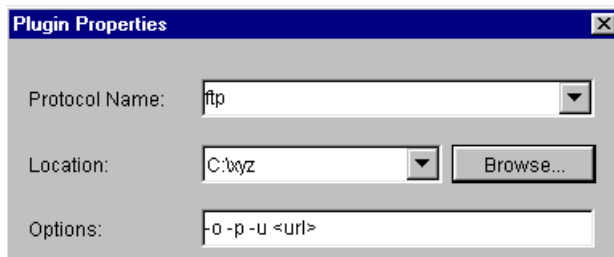 Plugin Properties
Protocol Name: ftp
Location: C:\xyz Browse...
Options: -o -p -u <url>